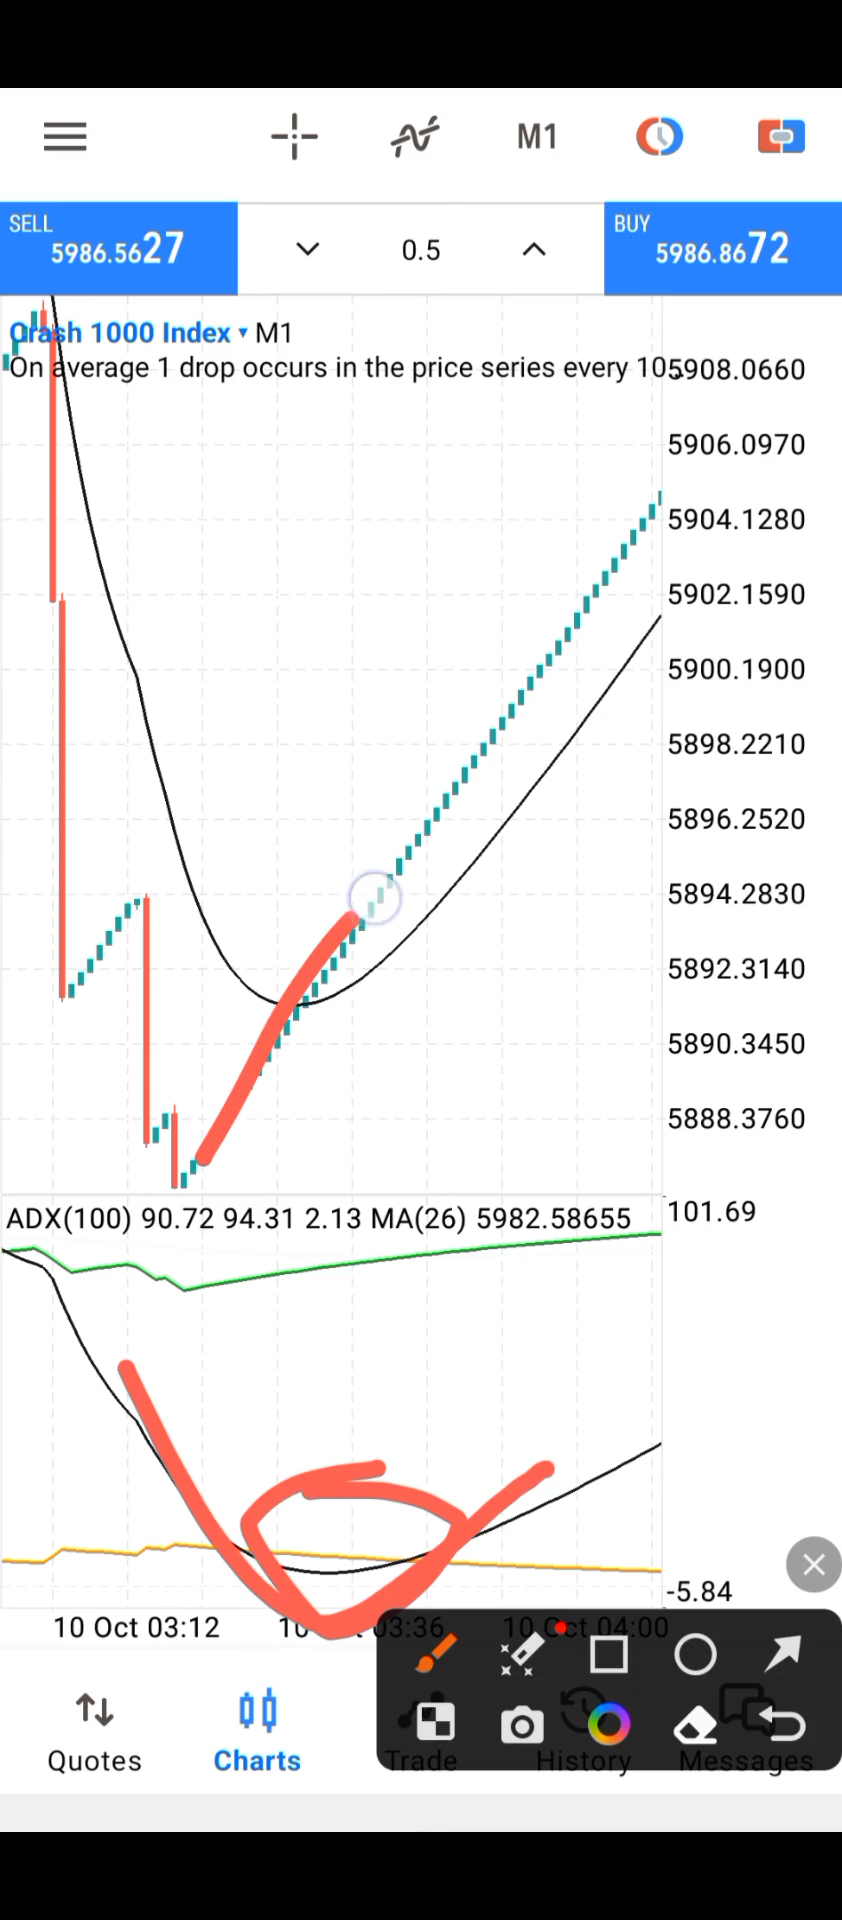 M1
SELL
5986.5627
0.5
BUY
5986.8672
Crash 1000 Index ▾ M1
On average 1 drop occurs in the price series every 10
5908.0660
5906.0970
5904.1280
5902.1590
5900.1900
5898.2210
5896.2520
5894.2830
5892.3140
5890.3450
5888.3760
ADX(100) 90.72 94.31 2.13 MA(26) 5982.58655
101.69
-5.84
10 Oct 03:12
10 03:36
10 Oct 04:00
Quotes
Charts
Trade
History
Messages